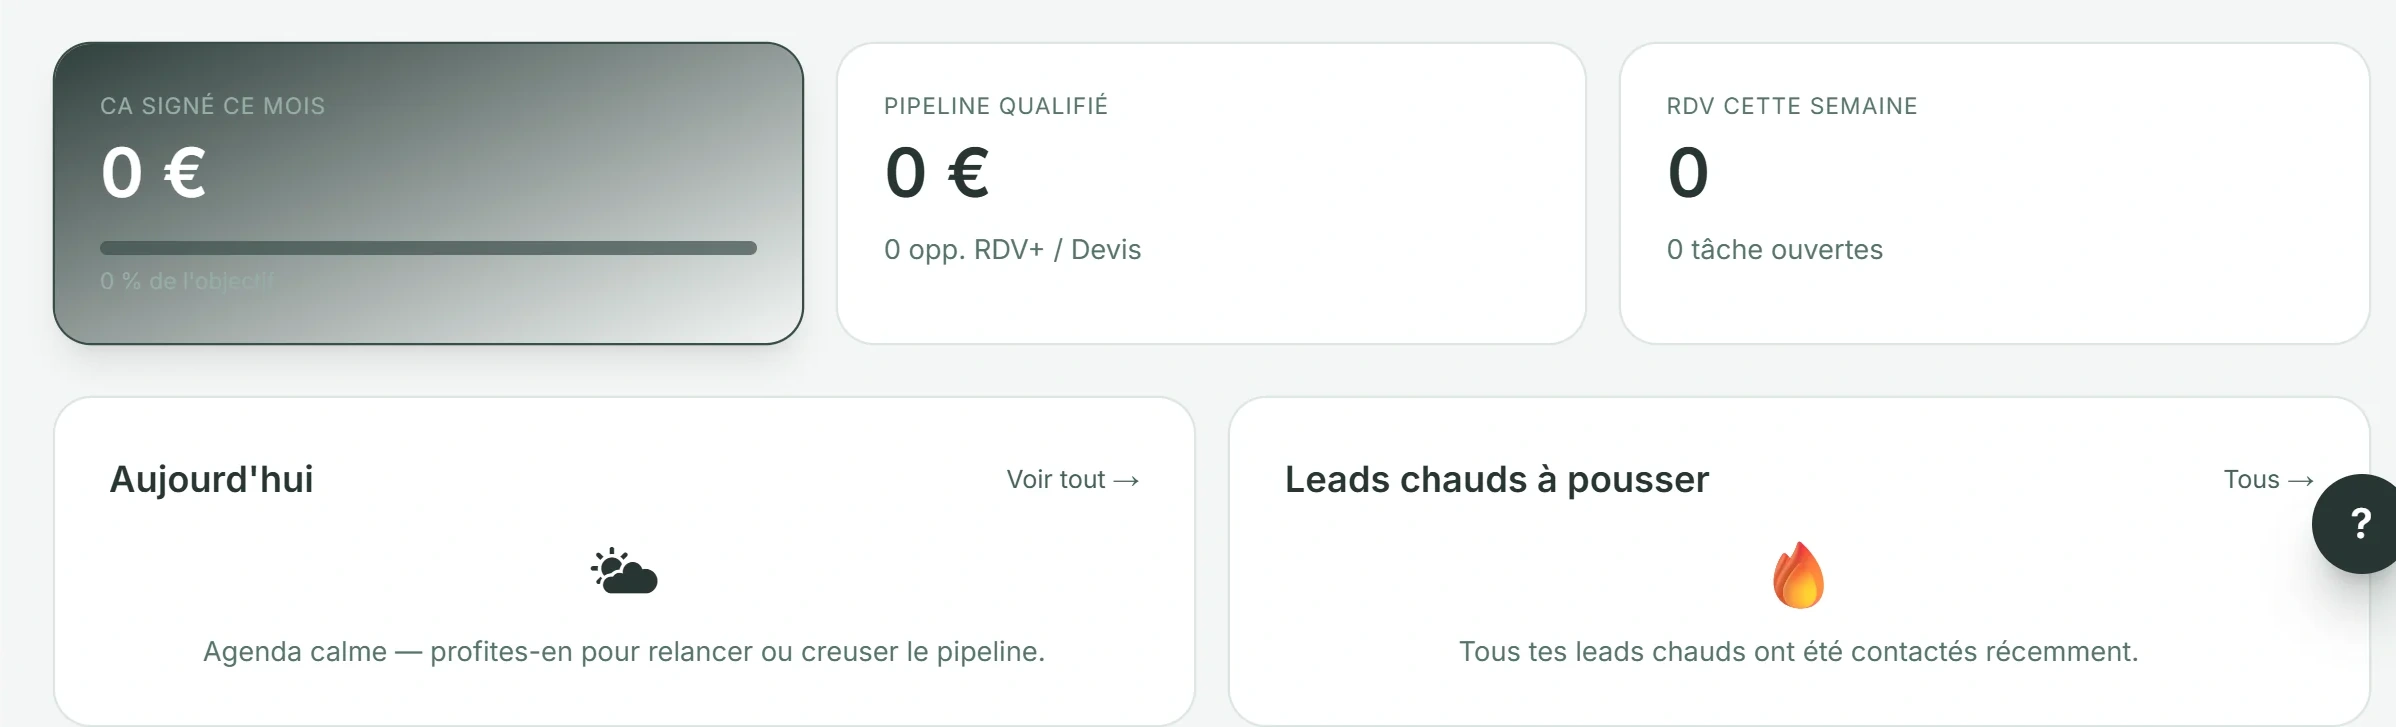 CA SIGNÉ CE MOIS
0 €
0 % de l'objectif
PIPELINE QUALIFIÉ
0 €
0 opp. RDV+ / Devis
RDV CETTE SEMAINE
0
0 tâche ouvertes
Aujourd'hui
Voir tout →
Agenda calme — profites-en pour relancer ou creuser le pipeline.
Leads chauds à pousser
Tous →
Tous tes leads chauds ont été contactés récemment.
?